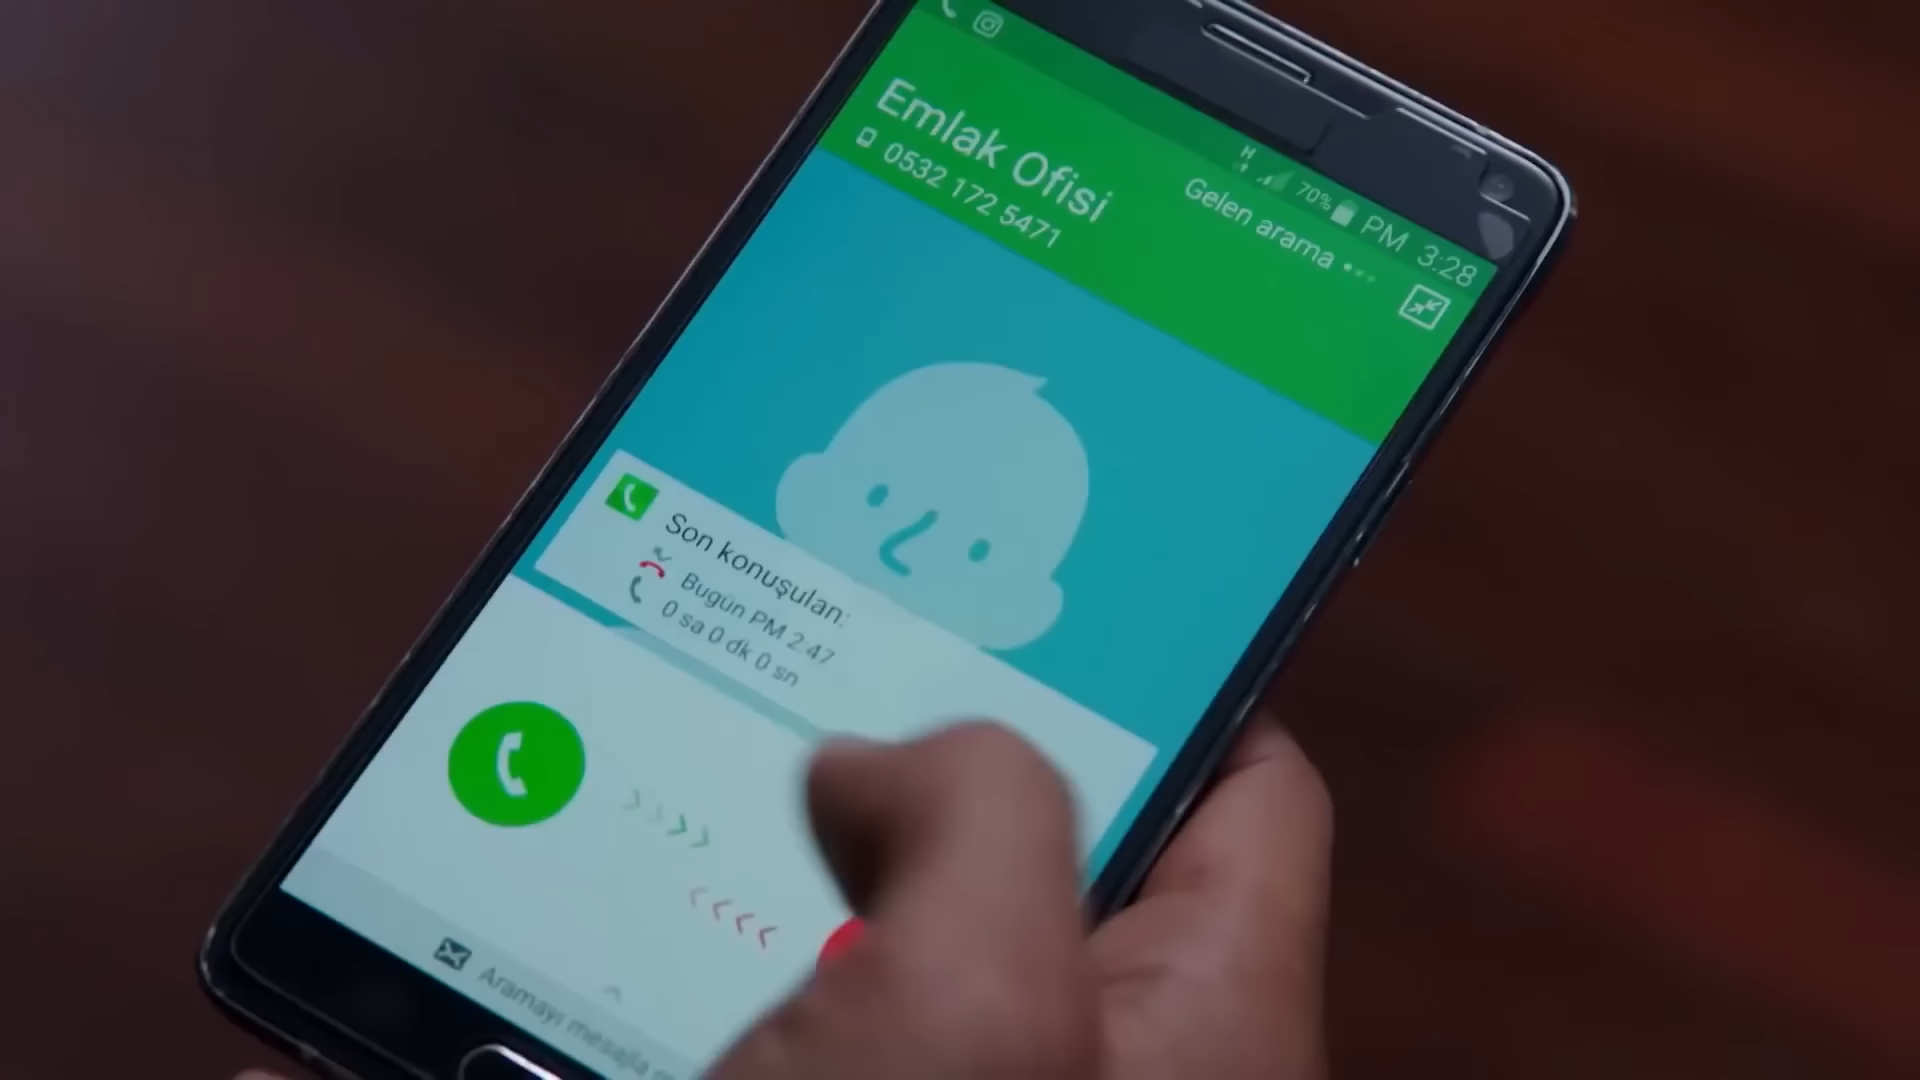 70% PM 3:28
Gelen arama
Emlak Ofisi
0532 172 5471
Son konuşulan:
Bugün PM 2:47
0 sa 0 dk 0 sn
Aramayı mesajla